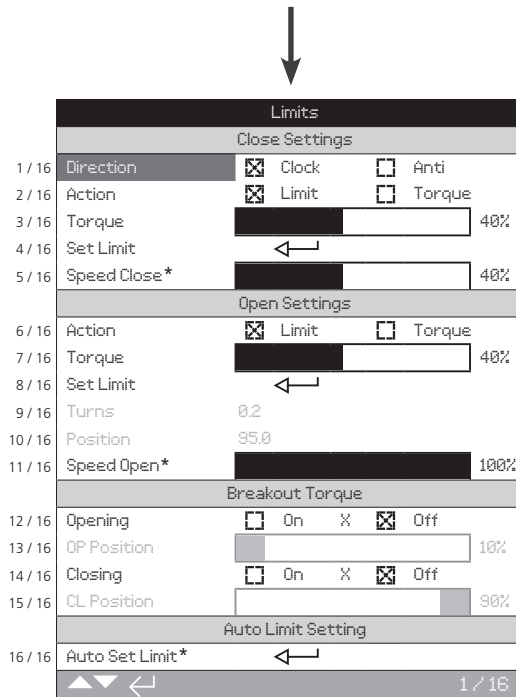 Limits
Close Settings
1 / 16 Direction Clock Anti
2 / 16 Action Limit Torque
3 / 16 Torque 40%
4 / 16 Set Limit
5 / 16 Speed Close* 40%
Open Settings
6 / 16 Action Limit Torque
7 / 16 Torque 40%
8 / 16 Set Limit
9 / 16 Turns 0.2
10 / 16 Position 95.0
11 / 16 Speed Open* 100%
Breakout Torque
12 / 16 Opening On X Off
13 / 16 OP Position 10%
14 / 16 Closing On X Off
15 / 16 CL Position 90%
Auto Limit Setting
16 / 16 Auto Set Limit*
1/16